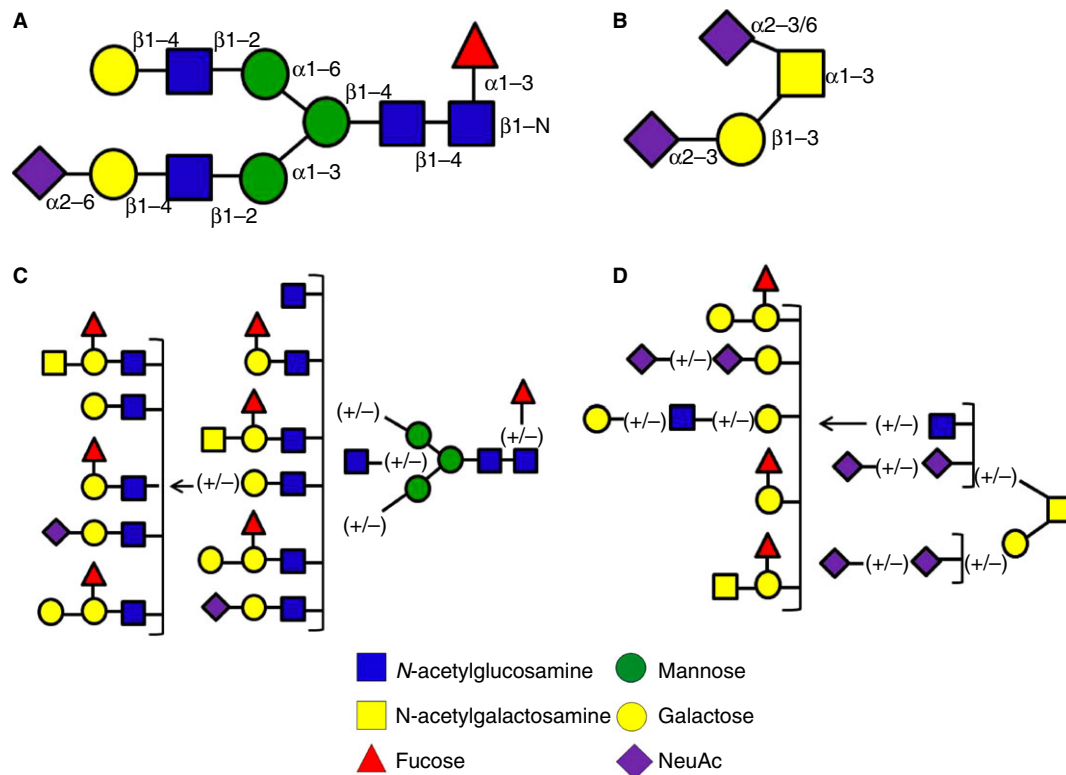 A
β1–4
β1–2
α1–6
β1–4
α1–3
β1–N
β1–4
α1–3
α2–6
β1–4
β1–2
B
α2–3/6
α1–3
β1–3
α2–3
C
(+/–)
(+/–)
(+/–)
(+/–)
(+/–)
D
(+/–)
(+/–)
(+/–)
(+/–)
(+/–)
(+/–)
(+/–)
(+/–)
N-acetylglucosamine
Mannose
N-acetylgalactosamine
Galactose
Fucose
NeuAc